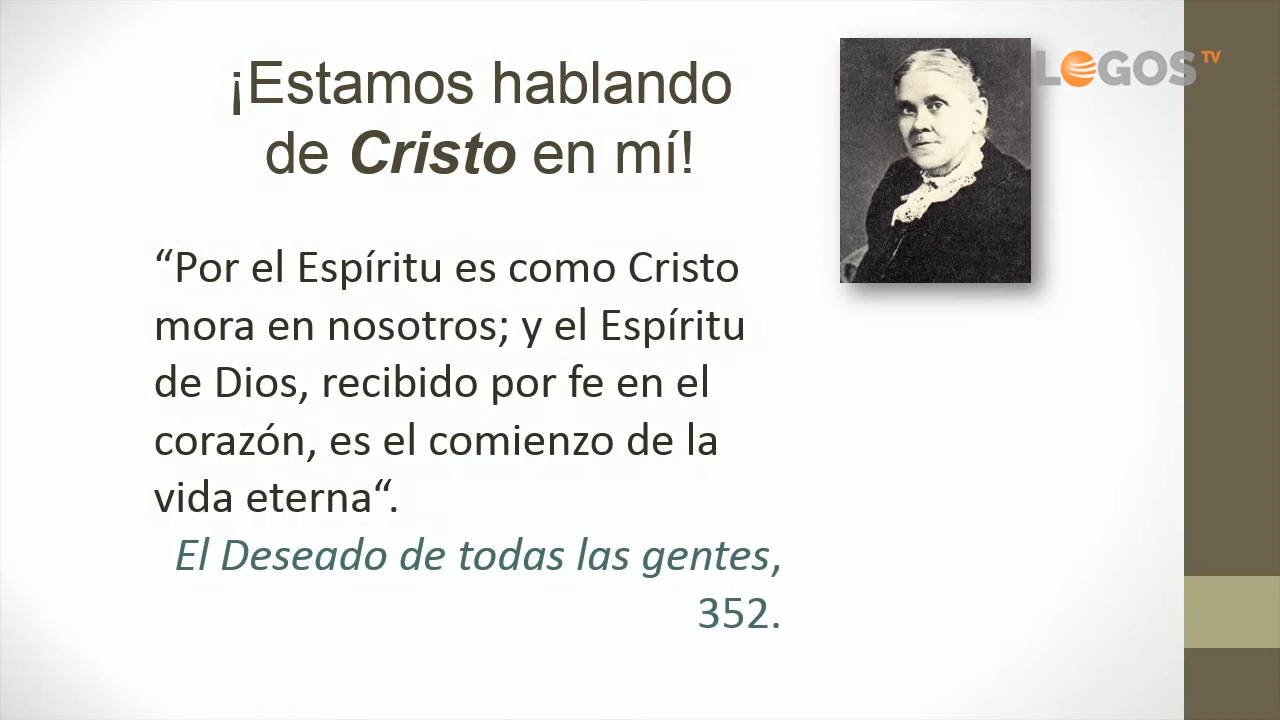 ¡Estamos hablando
de Cristo en mí!
LOGOS TV
“Por el Espíritu es como Cristo
mora en nosotros; y el Espíritu
de Dios, recibido por fe en el
corazón, es el comienzo de la
vida eterna“.
El Deseado de todas las gentes,
352.